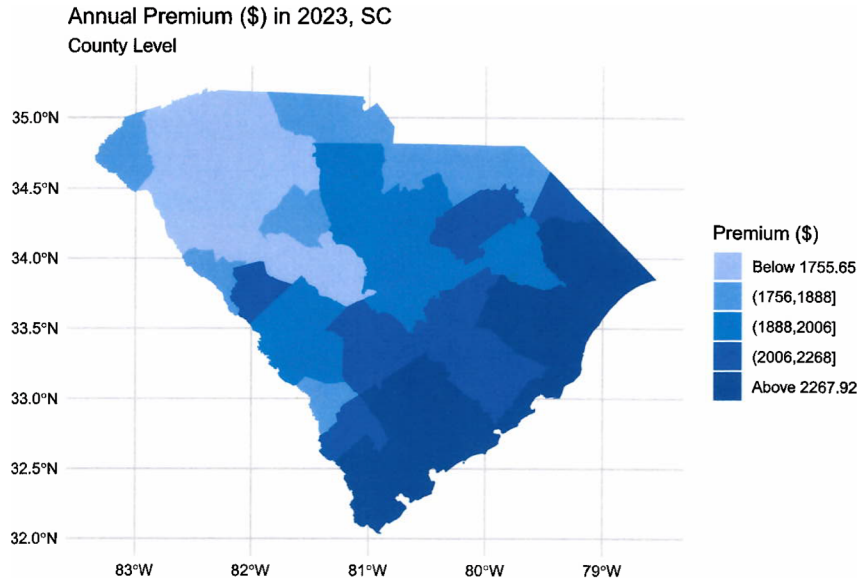 Annual Premium ($) in 2023, SC
County Level
35.0°N
34.5°N
34.0°N
33.5°N
33.0°N
32.5°N
32.0°N
83°W 82°W 81°W 80°W 79°W
Premium ($)
Below 1755.65
(1756,1888]
(1888,2006]
(2006,2268]
Above 2267.92